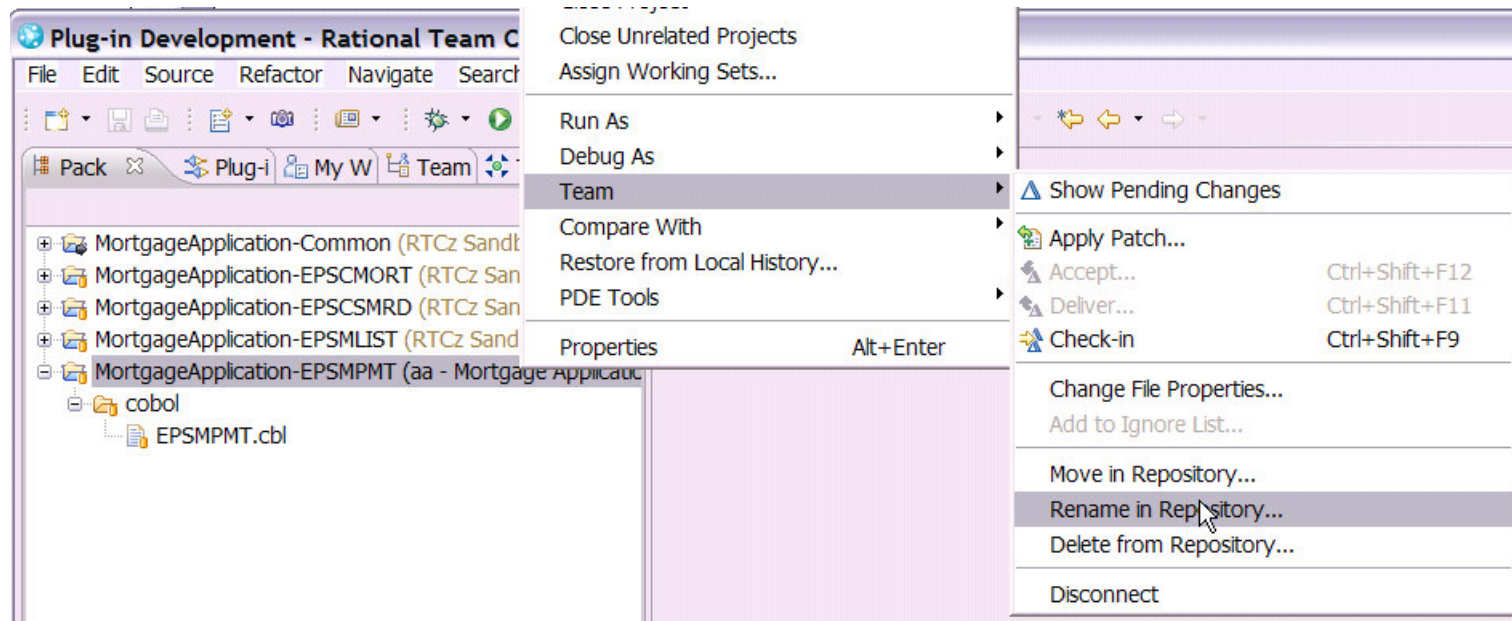 Plug-in Development - Rational Team C
File Edit Source Refactor Navigate Search
Pack Plug-i My W Team
MortgageApplication-Common (RTCz Sandb
MortgageApplication-EPSCMORT (RTCz San
MortgageApplication-EPSCSMRD (RTCz San
MortgageApplication-EPSMLIST (RTCz Sand
MortgageApplication-EPSMPMT (aa - Mortgage Applicatic
cobol
EPSMPMT.cbl
Close Unrelated Projects
Assign Working Sets...
Run As
Debug As
Team
Compare With
Restore from Local History...
PDE Tools
Properties Alt+Enter
Show Pending Changes
Apply Patch...
Accept... Ctrl+Shift+F12
Deliver... Ctrl+Shift+F11
Check-in Ctrl+Shift+F9
Change File Properties...
Add to Ignore List...
Move in Repository...
Rename in Repository...
Delete from Repository...
Disconnect